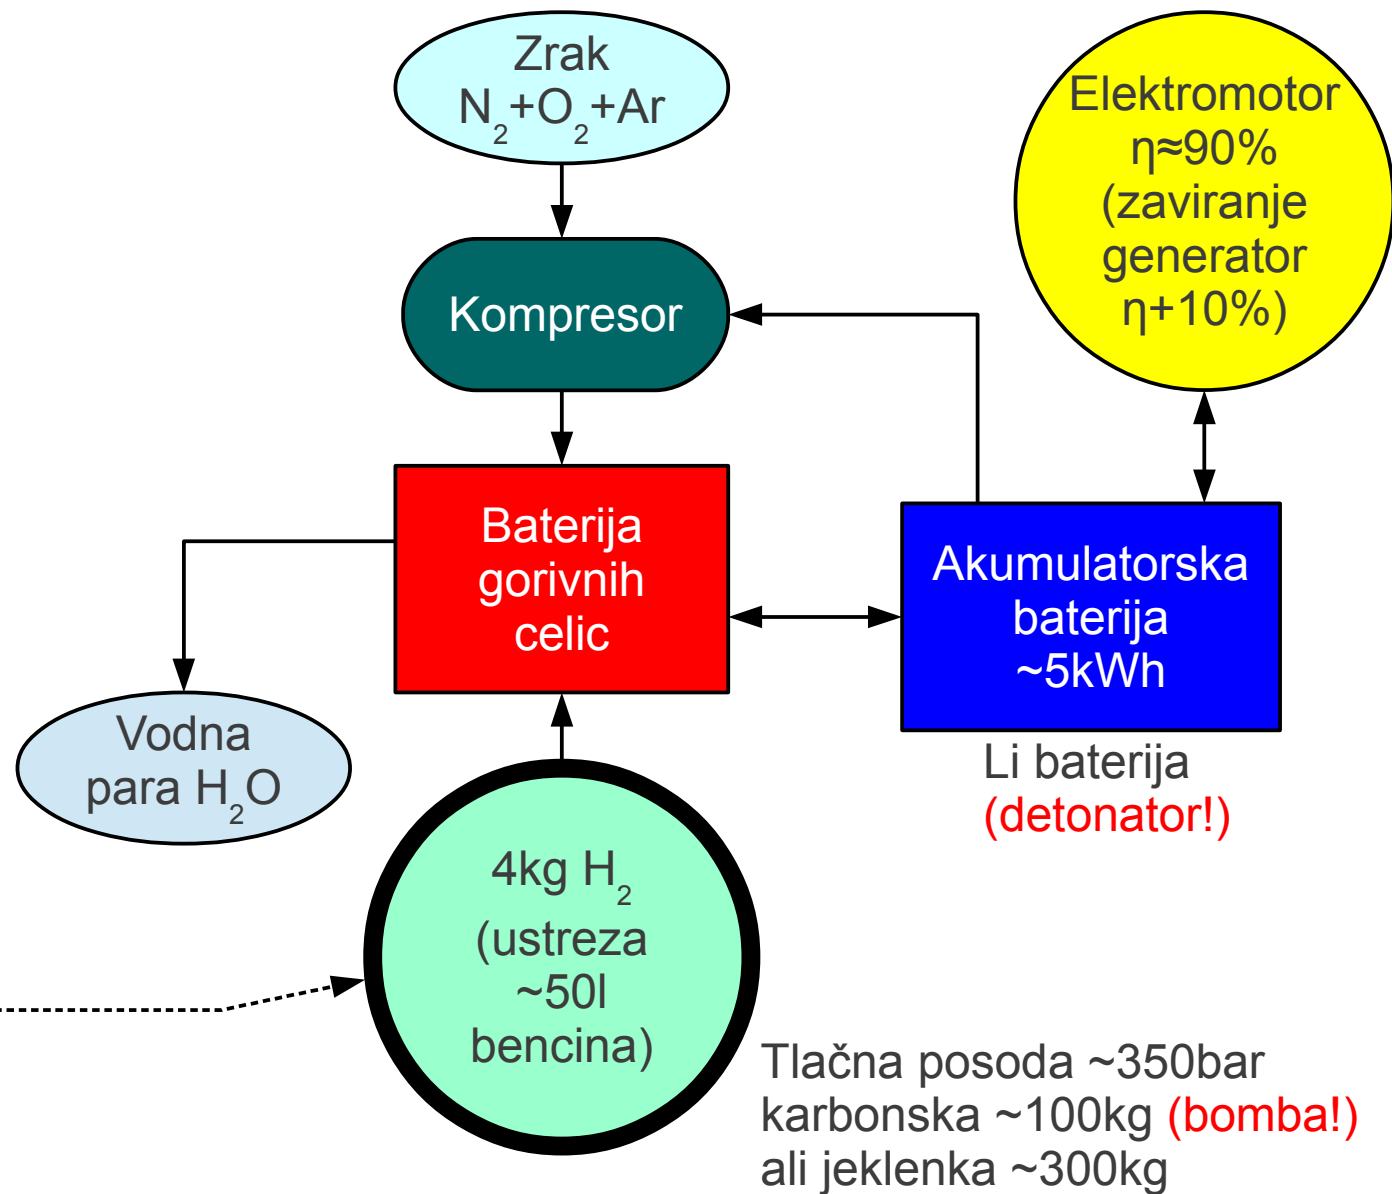 Zrak
N₂+O₂+Ar
Elektromotor
η≈90%
(zaviranje
generator
η+10%)
Kompresor
Baterija
gorivnih
celic
Akumulatorska
baterija
~5kWh
Li baterija
(detonator!)
Vodna
para H₂O
4kg H₂
(ustreza
~50l
bencina)
Tlačna posoda ~350bar
karbonska ~100kg (bomba!)
ali jeklenka ~300kg